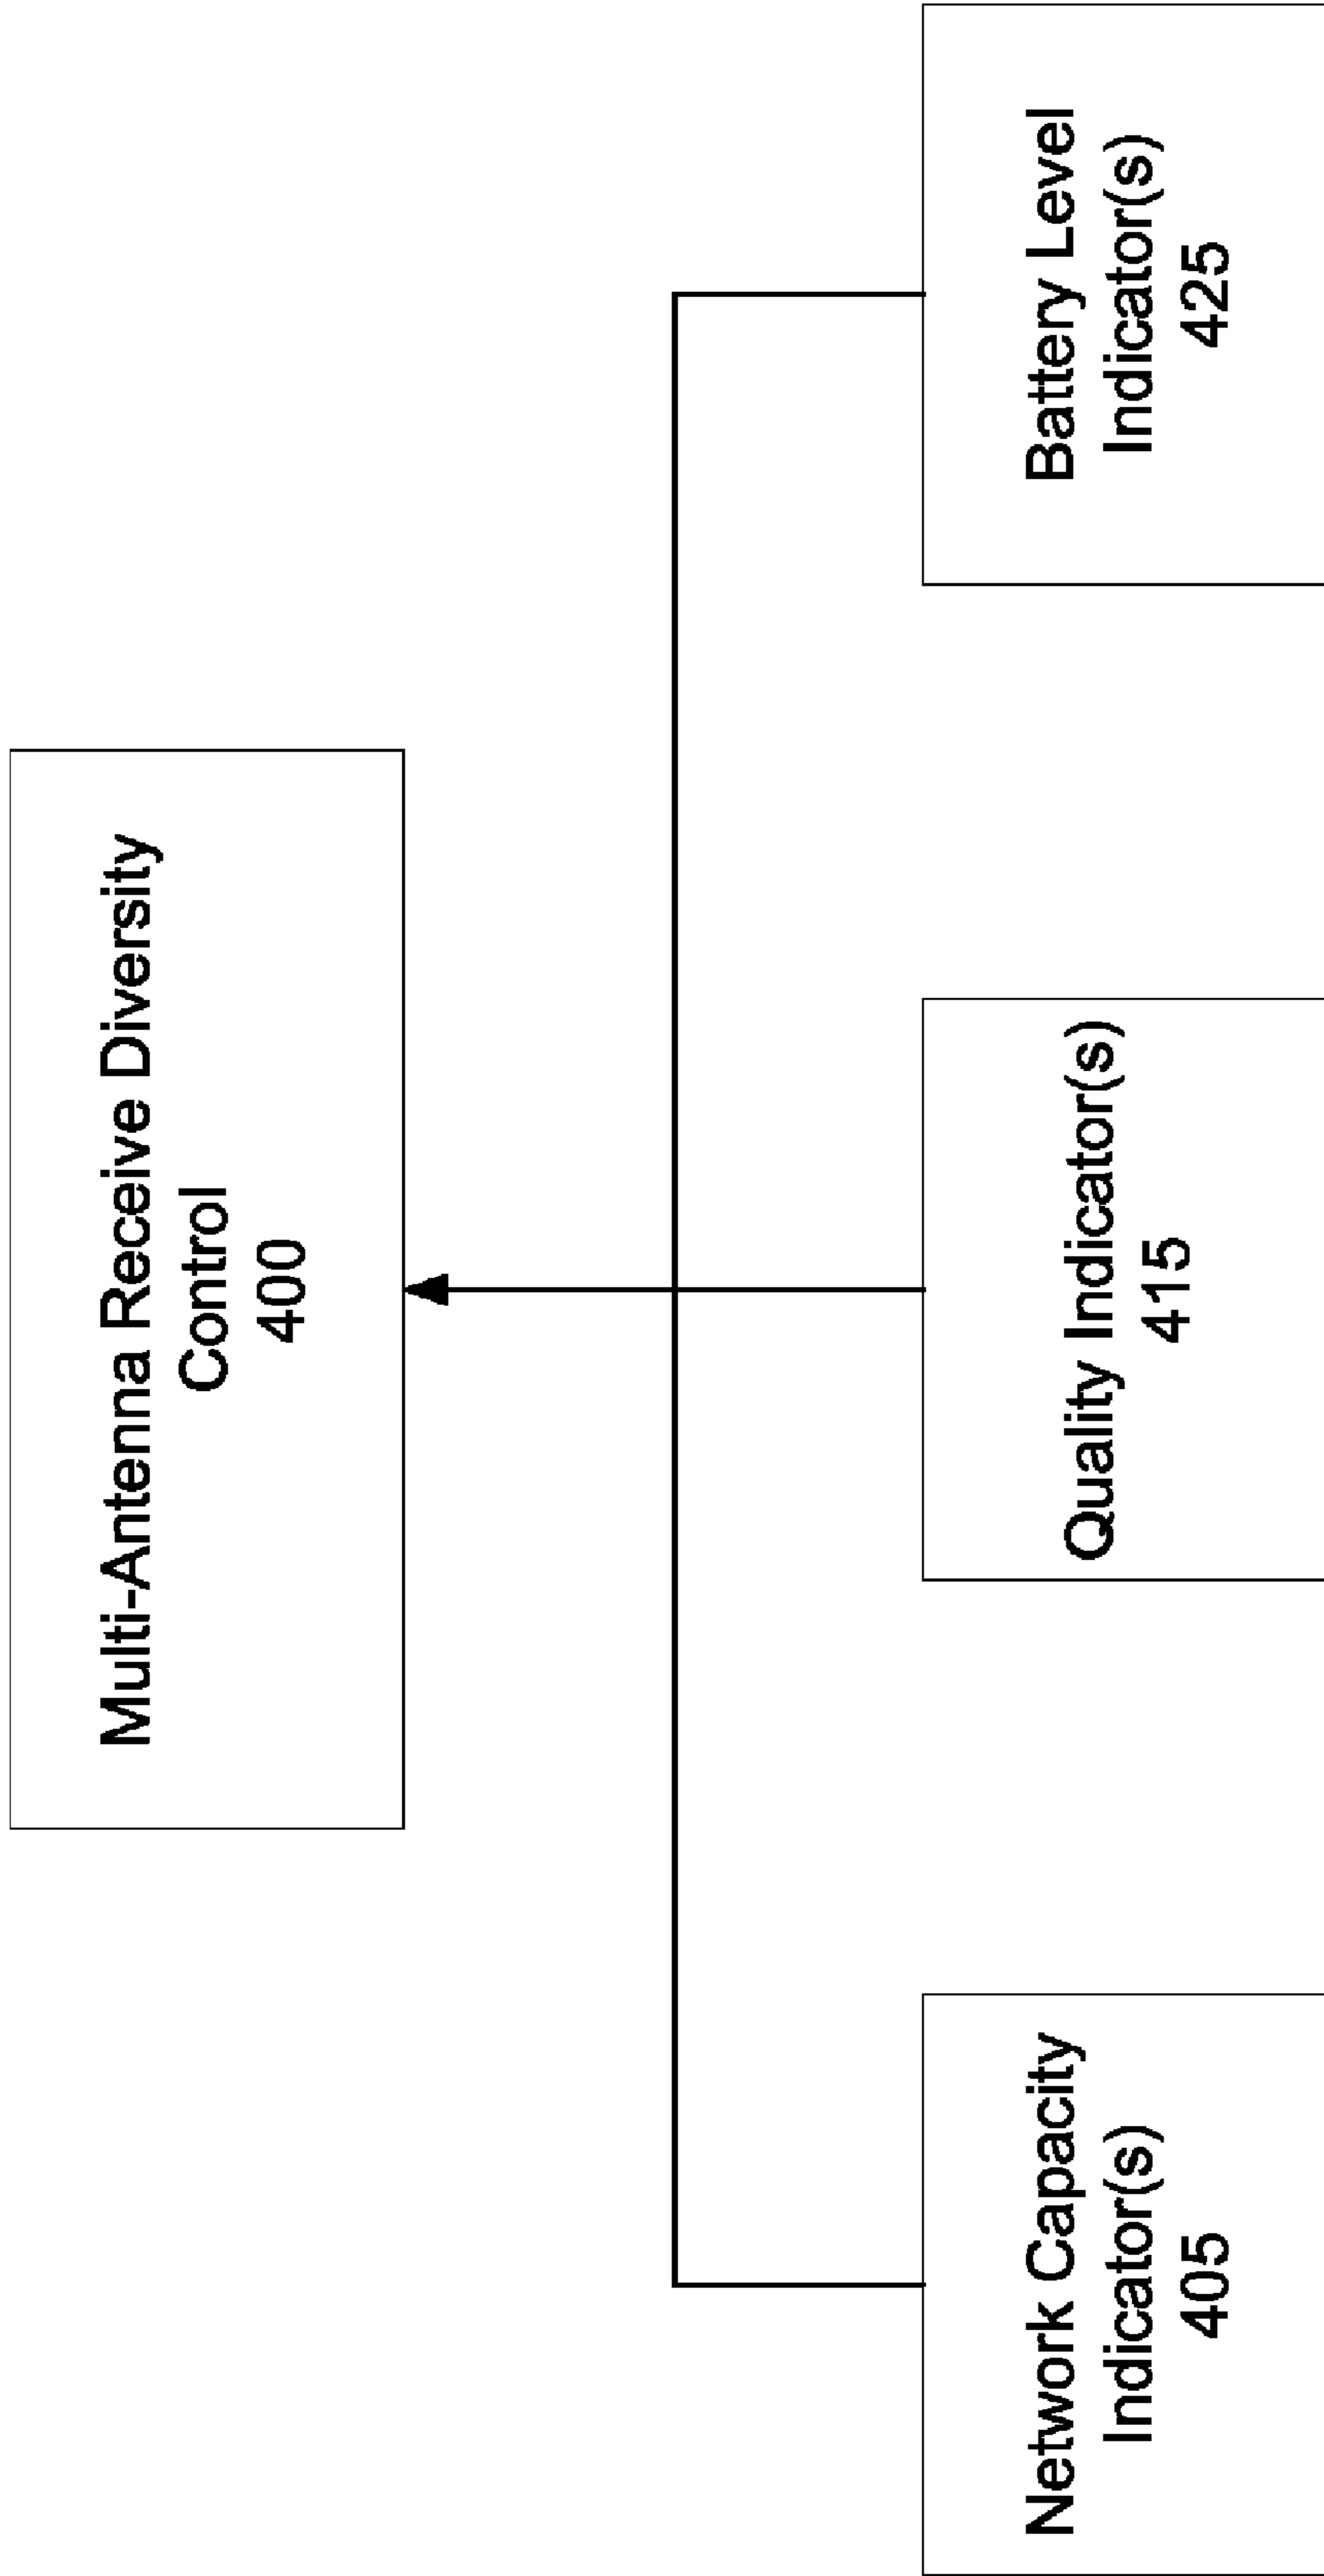 Multi-Antenna Receive Diversity
Control
400
Network Capacity
Indicator(s)
405
Quality Indicator(s)
415
Battery Level
Indicator(s)
425